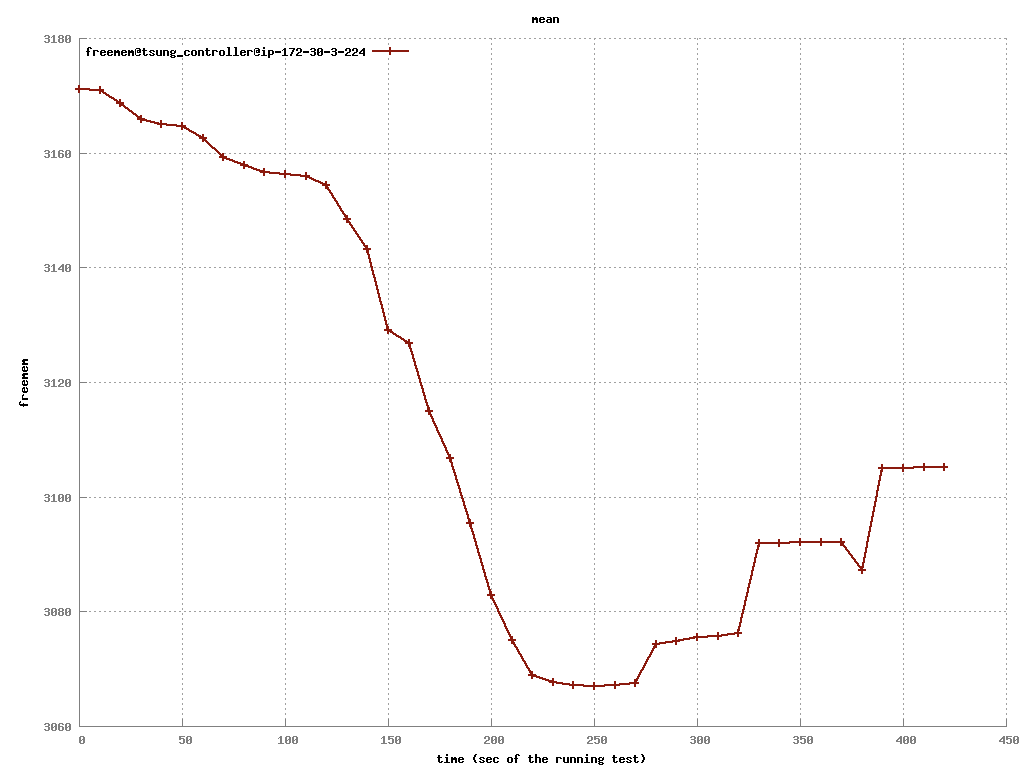 mean
3180
freemem@tsung_controller@ip-172-30-3-224
3160
3140
3120
freemem
3100
3080
3060
0 50 100 150 200 250 300 350 400 450
time (sec of the running test)